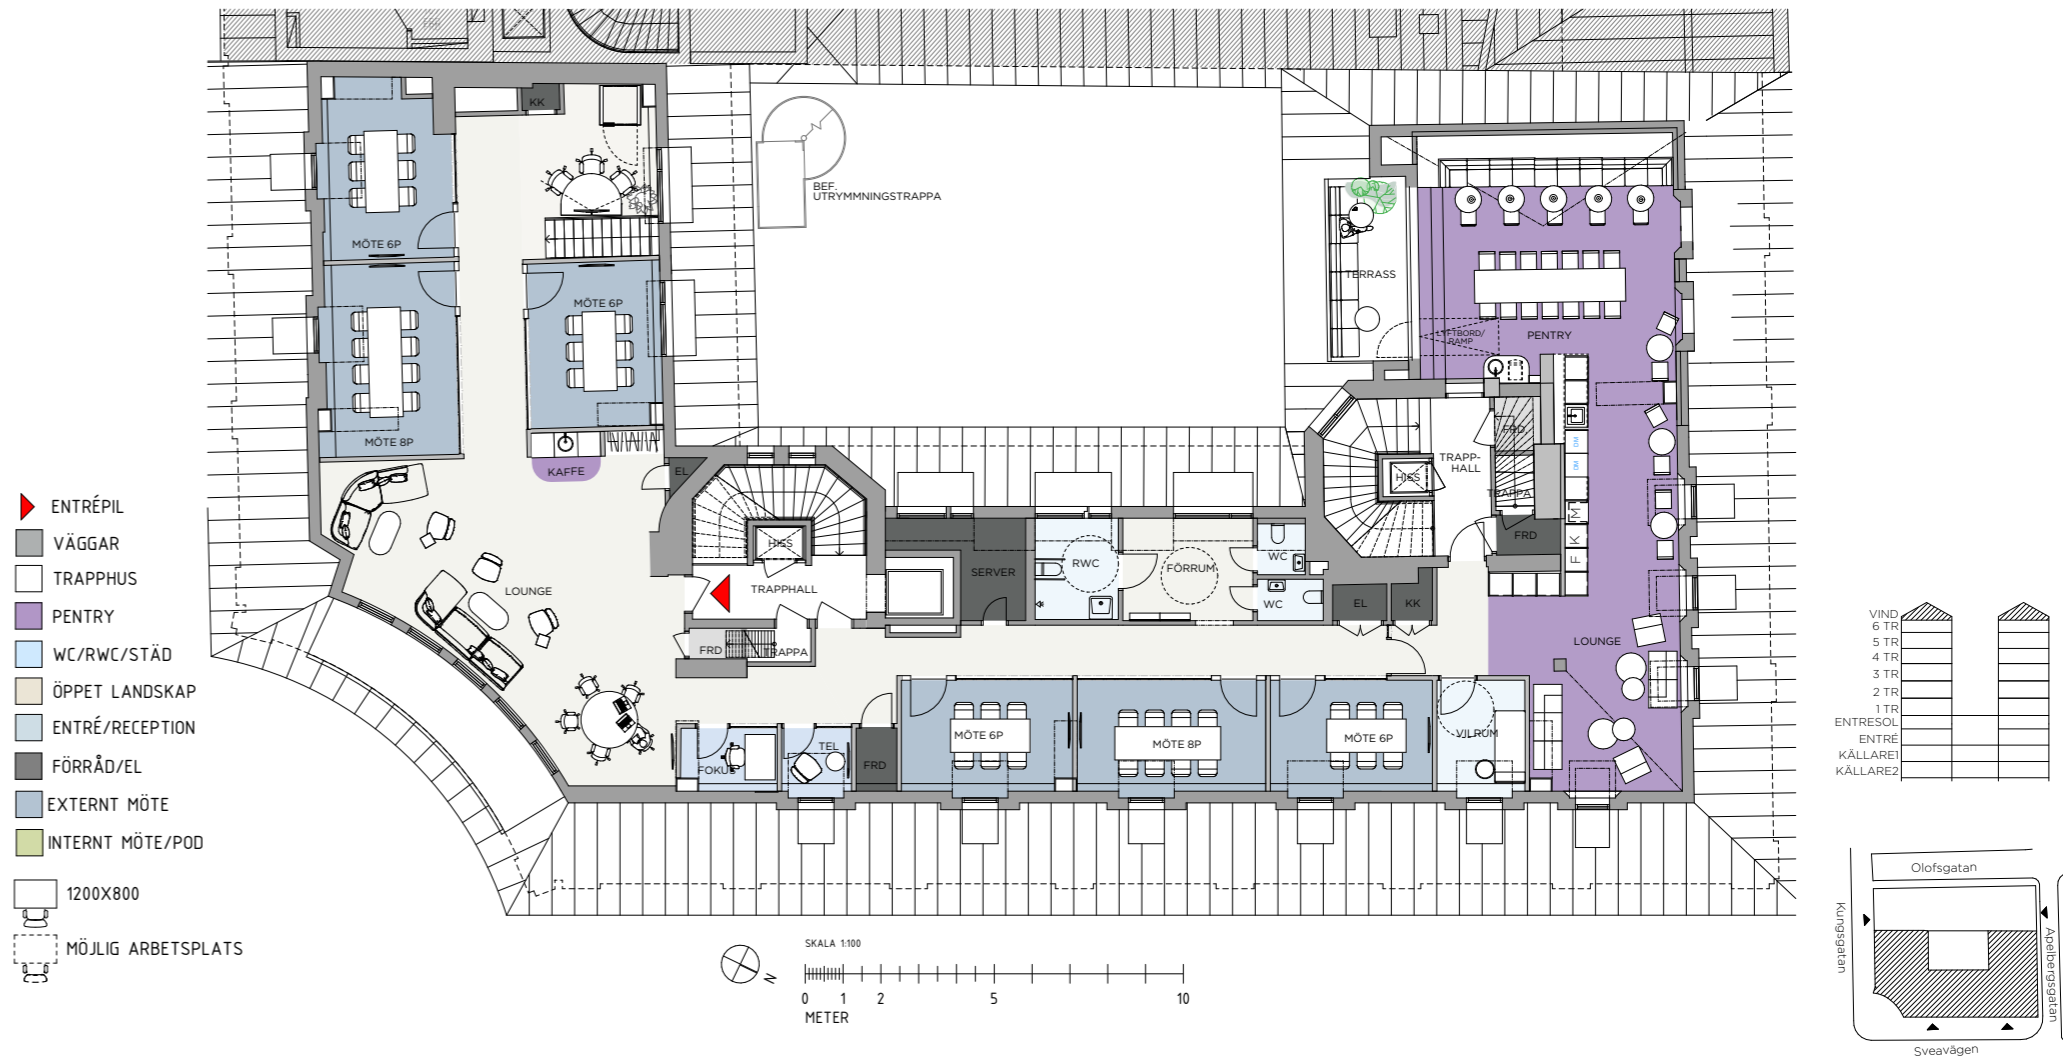 FRD
KK
BEF.
UTRYMMNINGSTRAPPA
MÖTE 6P
MÖTE 6P
TERRASS
LYFTBORD/
RAMP
PENTRY
MÖTE 8P
KAFFE
EL
HISS
TRAPPHALL
LOUNGE
FRD
TRAPPA
SERVER
RWC
FÖRRUM
WC
WC
EL
KK
HISS
TRAPP-
HALL
FRD
TRAPPA
FRD
DM
DM
M
K
F
LOUNGE
FOKUS
TEL
FRD
MÖTE 6P
MÖTE 8P
MÖTE 6P
VILRUM
ENTRÉPIL
VÄGGAR
TRAPPHUS
PENTRY
WC/RWC/STÄD
ÖPPET LANDSKAP
ENTRÉ/RECEPTION
FÖRRÅD/EL
EXTERNT MÖTE
INTERNT MÖTE/POD
1200X800
MÖJLIG ARBETSPLATS
N
SKALA 1:100
0 1 2 5 10
METER
VIND
6 TR
5 TR
4 TR
3 TR
2 TR
1 TR
ENTRESOL
ENTRÉ
KÄLLARE1
KÄLLARE2
Olofsgatan
Kungsgatan
Apelbergsgatan
Sveavägen